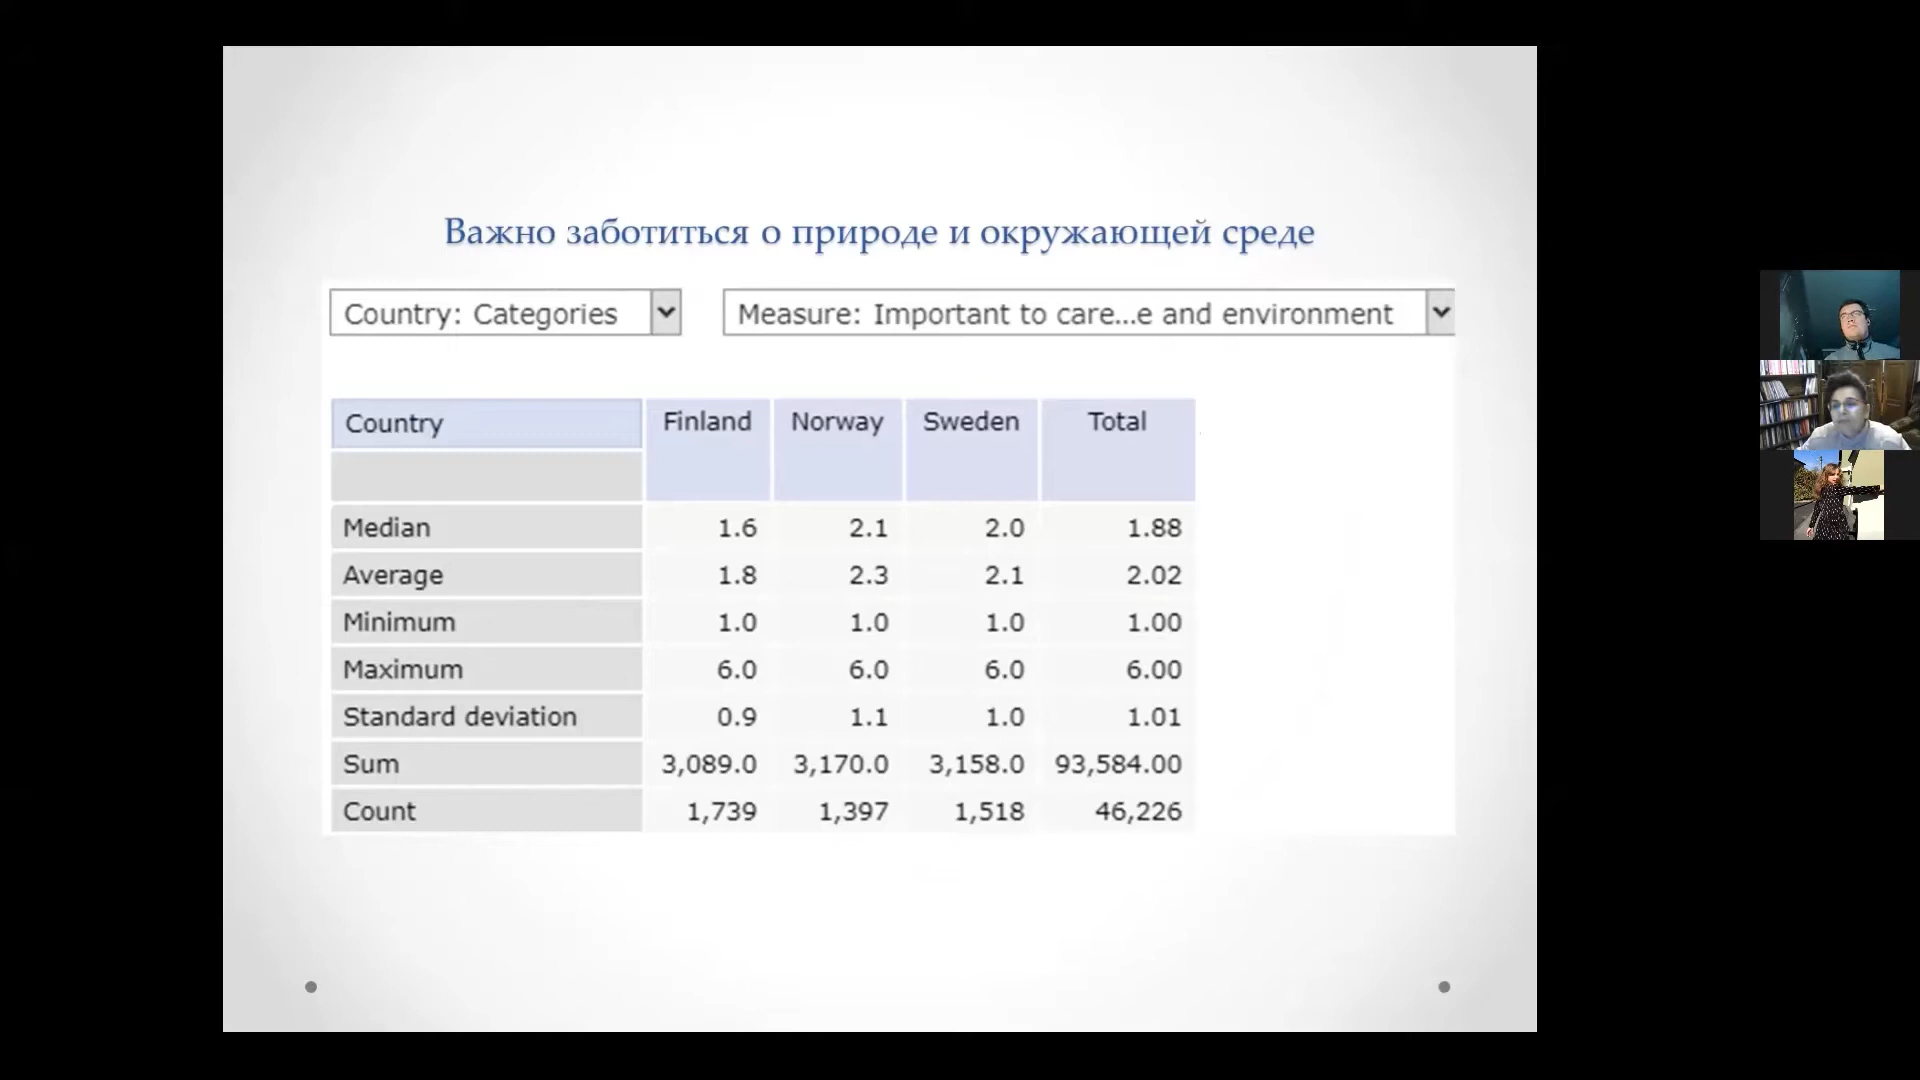 Важно заботиться о природе и окружающей среде
Country: Categories Measure: Important to care...e and environment
Country Finland Norway Sweden Total
Median 1.6 2.1 2.0 1.88
Average 1.8 2.3 2.1 2.02
Minimum 1.0 1.0 1.0 1.00
Maximum 6.0 6.0 6.0 6.00
Standard deviation 0.9 1.1 1.0 1.01
Sum 3,089.0 3,170.0 3,158.0 93,584.00
Count 1,739 1,397 1,518 46,226